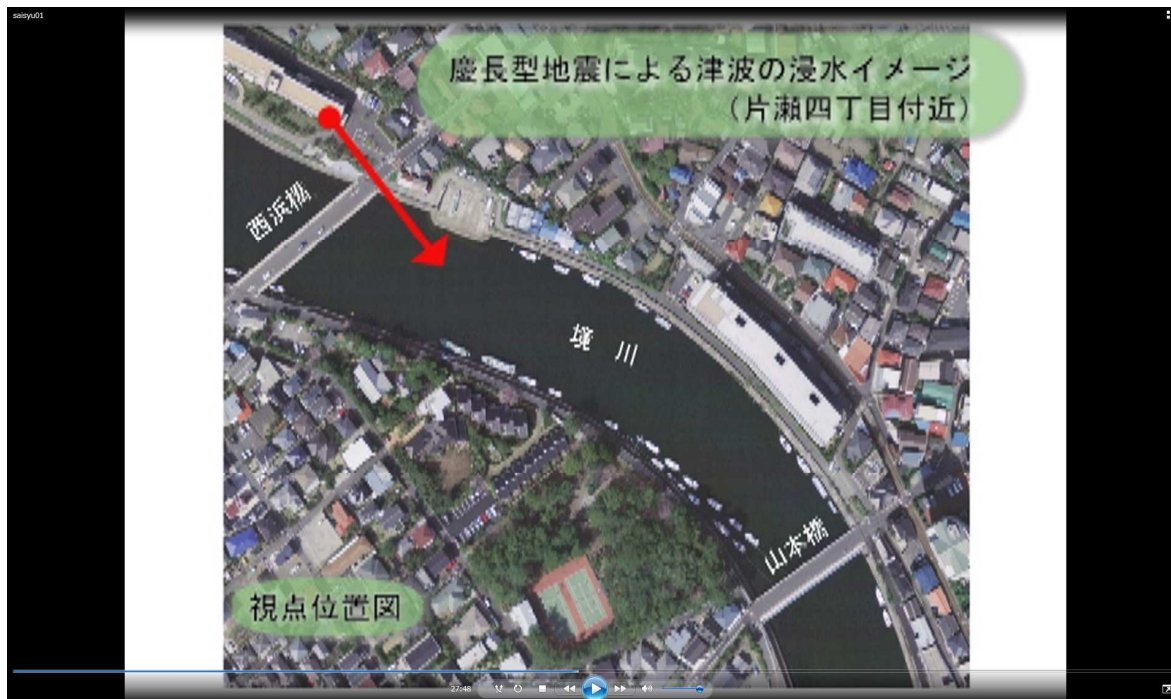 saisyu01
慶長型地震による津波の浸水イメージ
(片瀬四丁目付近)
西浜橋
境川
山本橋
視点位置図
27:48